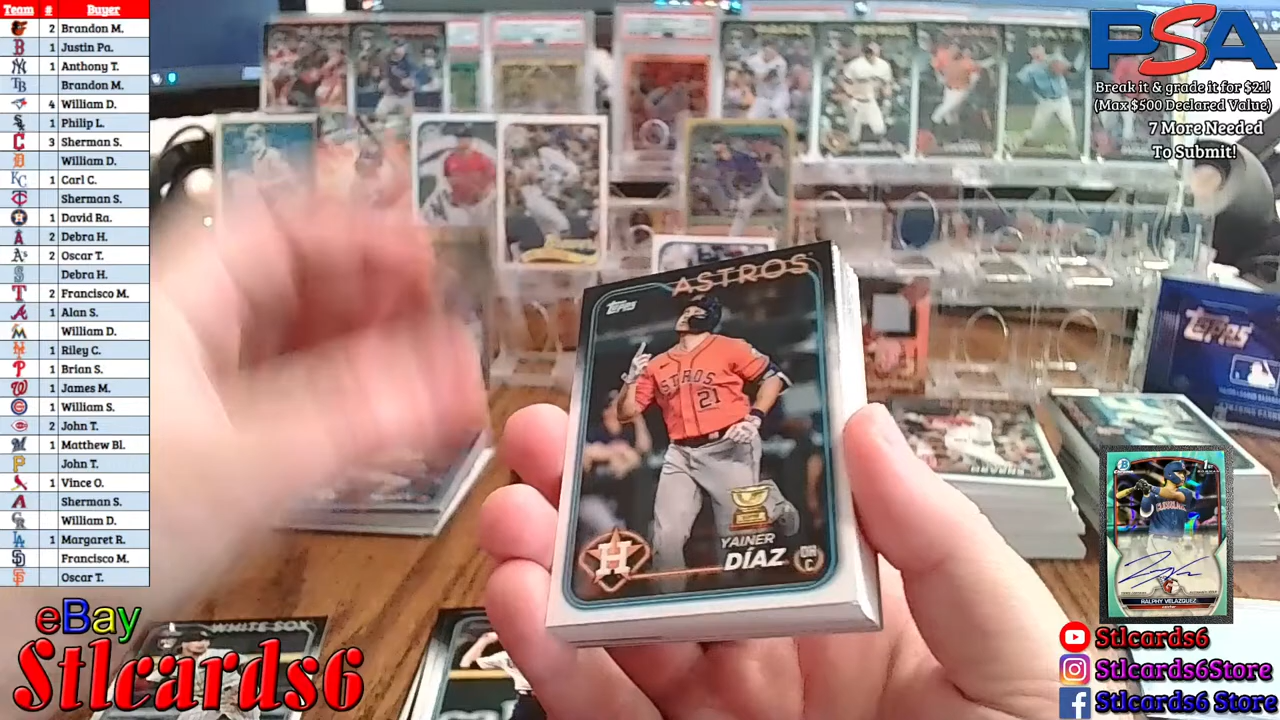 Team # Buyer
2 Brandon M.
1 Justin Pa.
1 Anthony T.
Brandon M.
4 William D.
1 Philip L.
3 Sherman S.
William D.
1 Carl C.
Sherman S.
1 David Ra.
2 Debra H.
2 Oscar T.
Debra H.
2 Francisco M.
1 Alan S.
William D.
1 Riley C.
1 Brian S.
1 James M.
1 William S.
2 John T.
1 Matthew Bl.
John T.
1 Vince O.
Sherman S.
William D.
1 Margaret R.
Francisco M.
Oscar T.
eBay
Stlcards6
WHITE SOX
ASTROS
Topps
ASTROS
21
YAINER
DÍAZ
PSA
Break it & grade it for $21!
(Max $500 Declared Value)
7 More Needed
To Submit!
Topps
RALPHY VELAZQUEZ
Stlcards6
Stlcards6Store
Stlcards6 Store